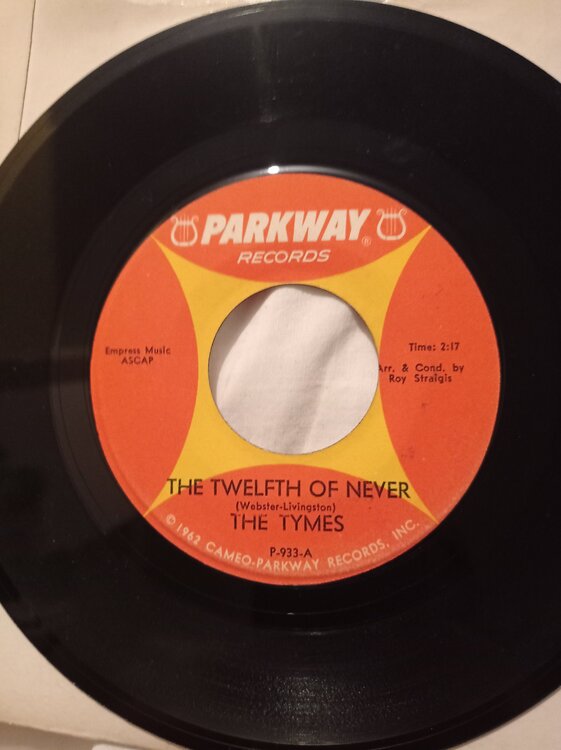 PARKWAY®
RECORDS
Empress Music
ASCAP
Time: 2:17
Arr. & Cond. by
Roy Straigis
THE TWELFTH OF NEVER
(Webster-Livingston)
THE TYMES
P-933-A
© 1962 CAMEO-PARKWAY RECORDS, INC.